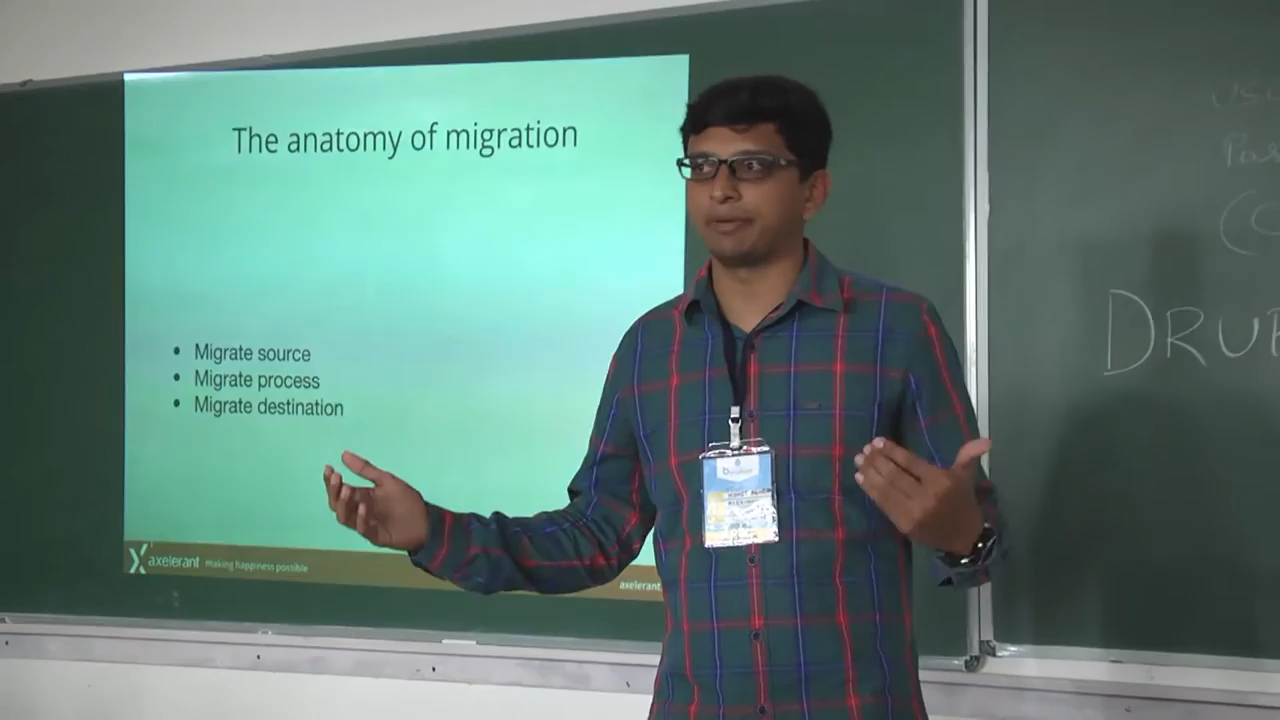 The anatomy of migration
• Migrate source
• Migrate process
• Migrate destination
axelerant making happiness possible
axelerant
DRU